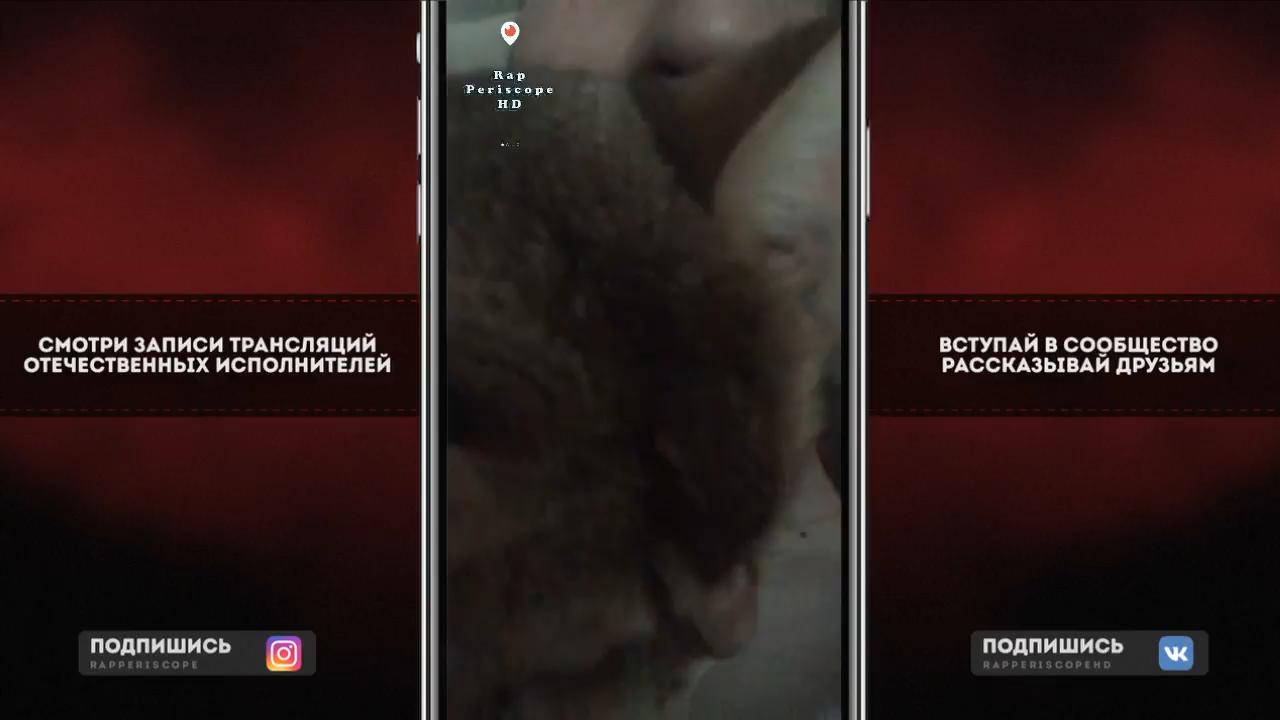 Rap
Periscope
HD
СМОТРИ ЗАПИСИ ТРАНСЛЯЦИЙ
ОТЕЧЕСТВЕННЫХ ИСПОЛНИТЕЛЕЙ
ВСТУПАЙ В СООБЩЕСТВО
РАССКАЗЫВАЙ ДРУЗЬЯМ
ПОДПИШИСЬ
RAPPERISCOPE
ПОДПИШИСЬ
RAPPERISCOPEHD